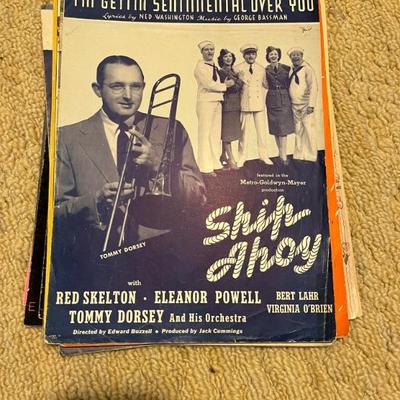 I'M GETTIN' SENTIMENTAL OVER YOU
Lyrics by NED WASHINGTON Music by GEORGE BASSMAN
featured in the
Metro-Goldwyn-Mayer
production
Ship
Ahoy
TOMMY DORSEY
with
RED SKELTON · ELEANOR POWELL
BERT LAHR
VIRGINIA O'BRIEN
TOMMY DORSEY And His Orchestra
Directed by Edward Buzzell • Produced by Jack Cummings
E